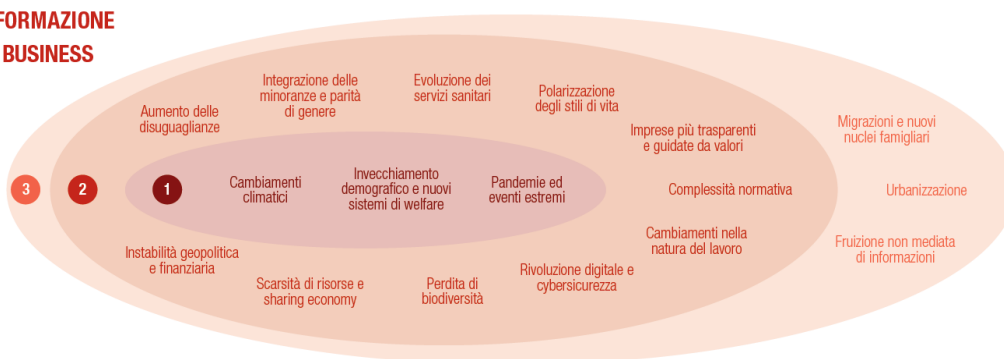 FORMAZIONE
BUSINESS
Integrazione delle
minoranze e parità
di genere
Evoluzione dei
servizi sanitari
Polarizzazione
degli stili di vita
Aumento delle
disuguaglianze
Imprese più trasparenti
e guidate da valori
Migrazioni e nuovi
nuclei famigliari
3
2
1
Cambiamenti
climatici
Invecchiamento
demografico e nuovi
sistemi di welfare
Pandemie ed
eventi estremi
Complessità normativa
Urbanizzazione
Instabilità geopolitica
e finanziaria
Scarsità di risorse e
sharing economy
Perdita di
biodiversità
Rivoluzione digitale e
cybersicurezza
Cambiamenti nella
natura del lavoro
Fruizione non mediata
di informazioni